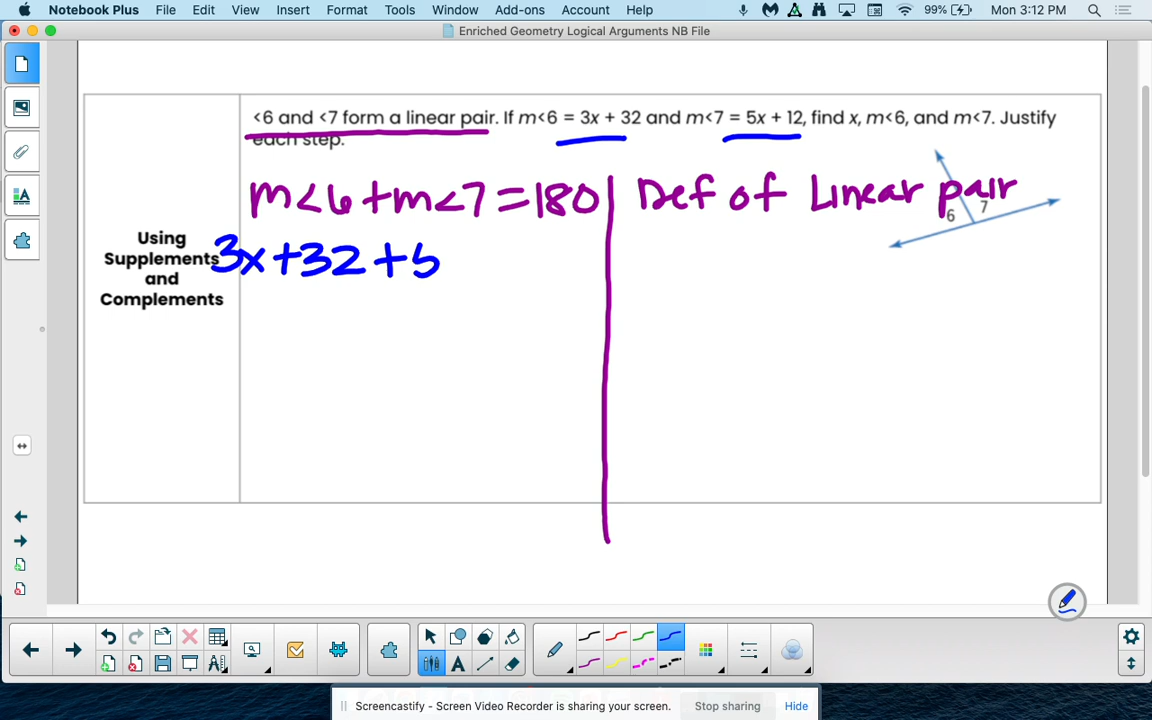 Notebook Plus File Edit View Insert Format Tools Window Add-ons Account Help 99% Mon 3:12 PM
Enriched Geometry Logical Arguments NB File
<6 and <7 form a linear pair. If m<6 = 3x + 32 and m<7 = 5x + 12, find x, m<6, and m<7. Justify
each step.
m<6+m<7=180 Def of Linear pair
6 7
Using
Supplements
and
Complements
3x+32+5
Screencastify - Screen Video Recorder is sharing your screen. Stop sharing Hide